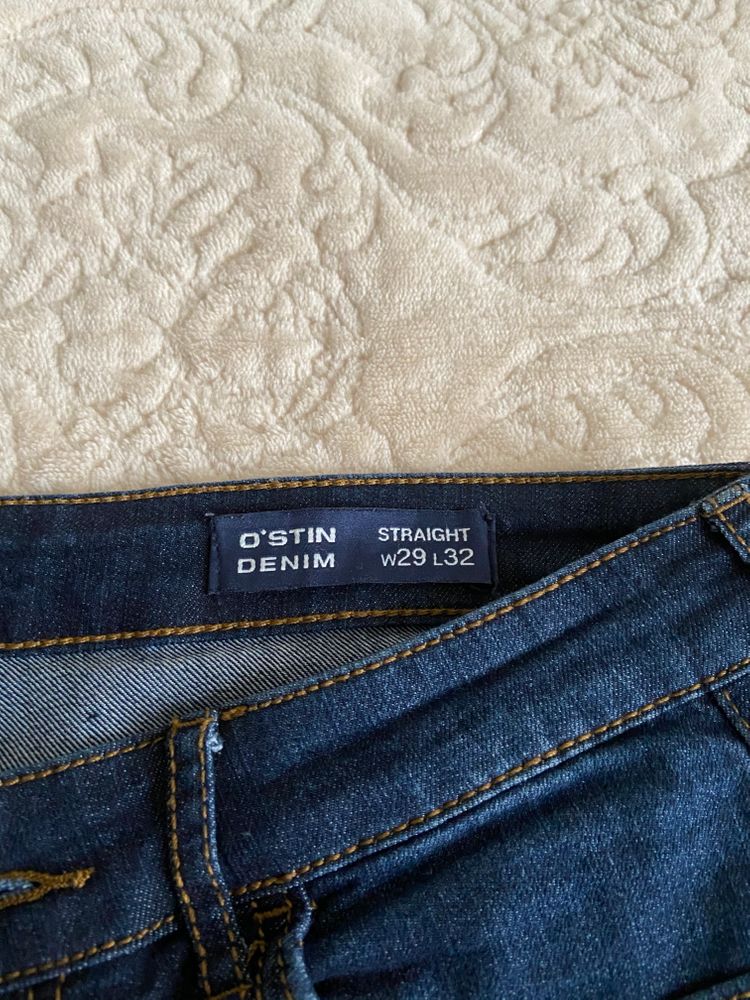 O'STIN
DENIM
STRAIGHT
W29 L32